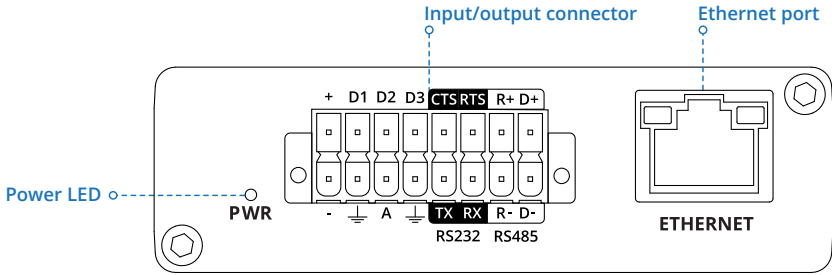 Input/output connector Ethernet port
+ D1 D2 D3 CTS RTS R+ D+
Power LED
PWR
- A TX RX R- D-
RS232 RS485
ETHERNET